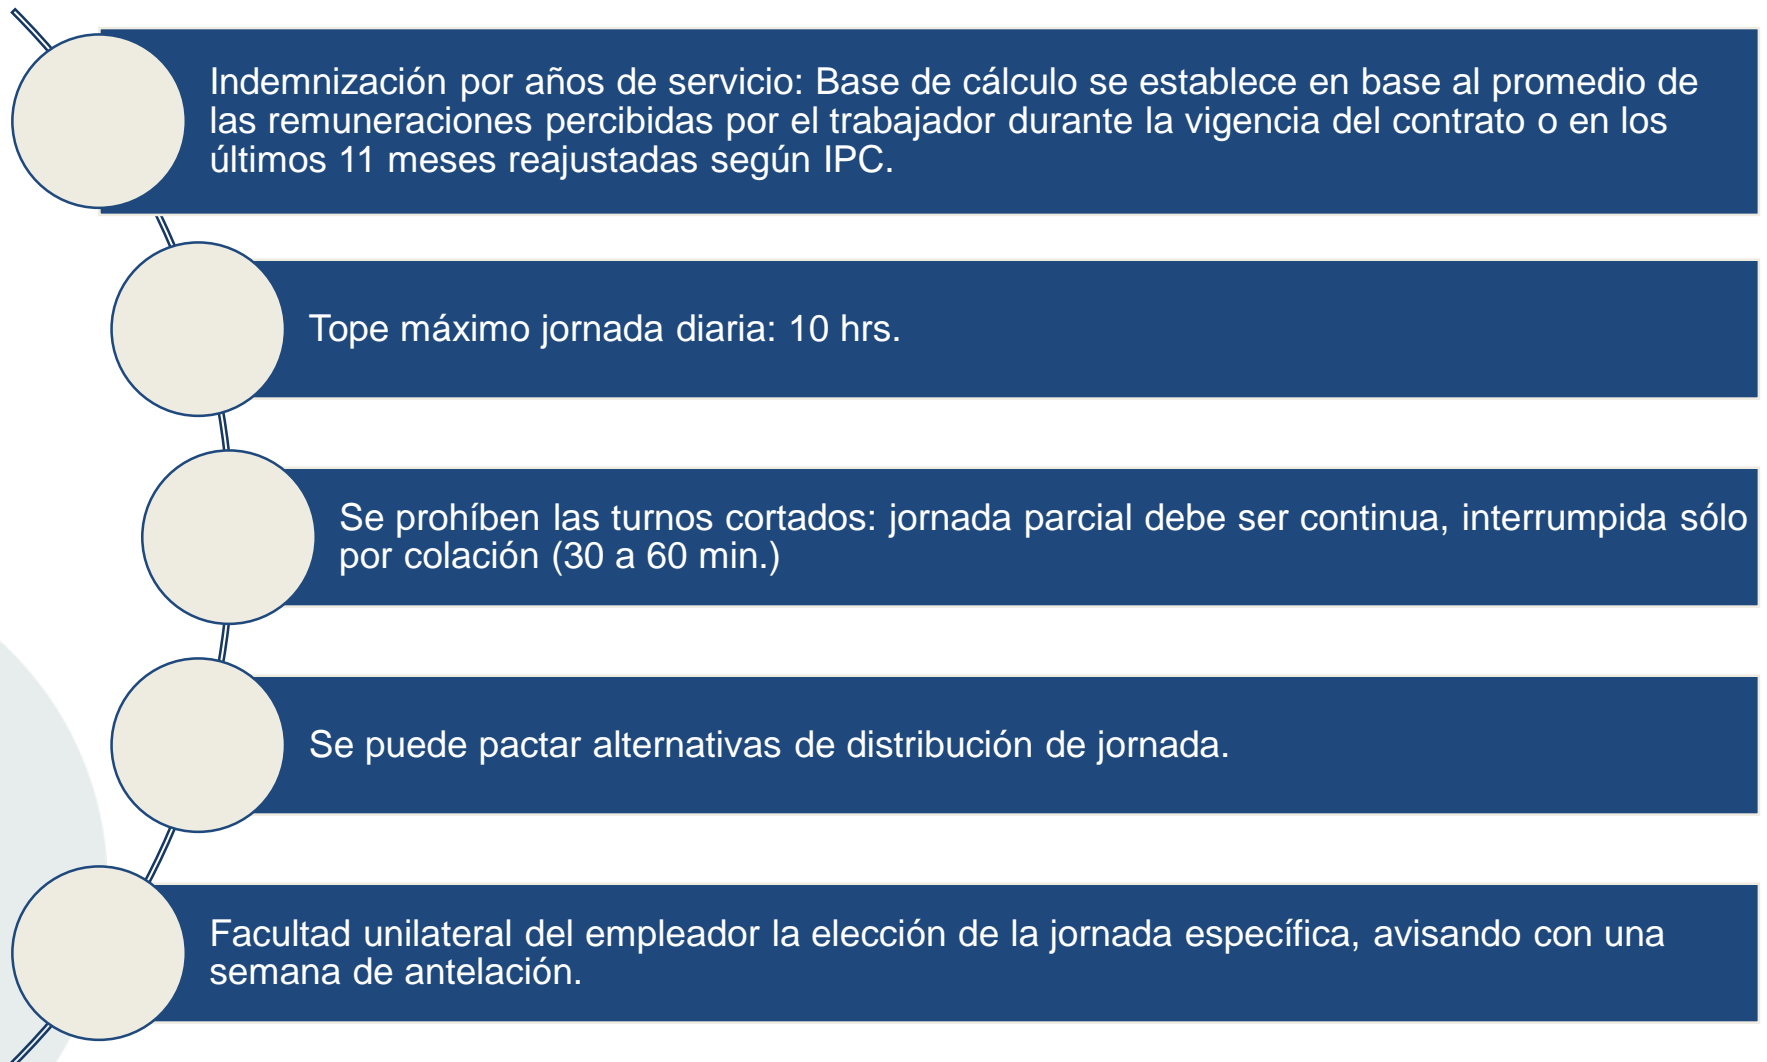 Indemnización por años de servicio: Base de cálculo se establece en base al promedio de
las remuneraciones percibidas por el trabajador durante la vigencia del contrato o en los
últimos 11 meses reajustadas según IPC.
Tope máximo jornada diaria: 10 hrs.
Se prohíben las turnos cortados: jornada parcial debe ser continua, interrumpida sólo
por colación (30 a 60 min.)
Se puede pactar alternativas de distribución de jornada.
Facultad unilateral del empleador la elección de la jornada específica, avisando con una
semana de antelación.